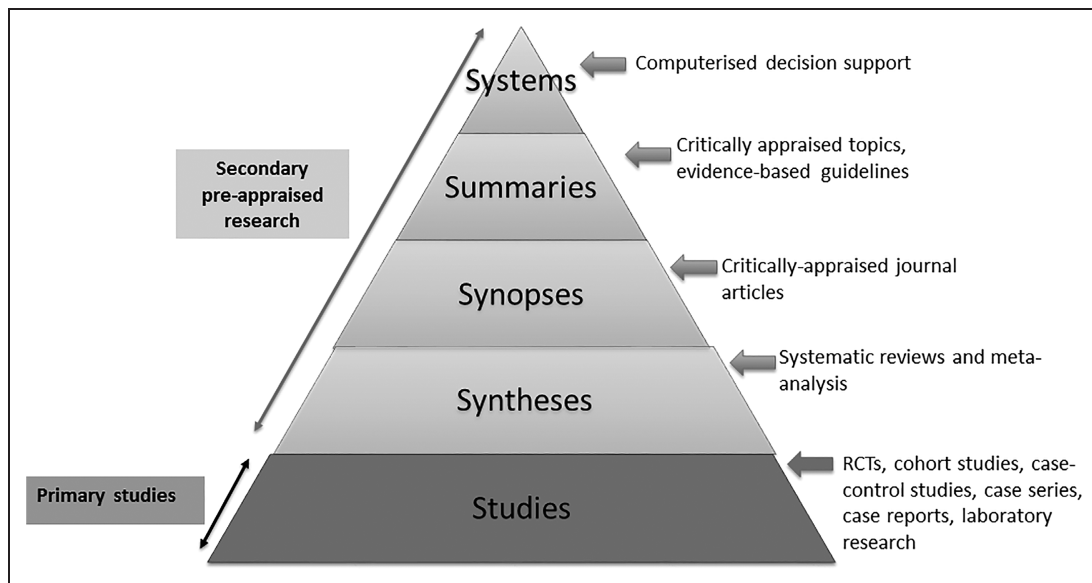 Systems
Computerised decision support
Secondary
pre-appraised
research
Summaries
Critically appraised topics,
evidence-based guidelines
Synopses
Critically-appraised journal
articles
Syntheses
Systematic reviews and meta-
analysis
Primary studies
Studies
RCTs, cohort studies, case-
control studies, case series,
case reports, laboratory
research